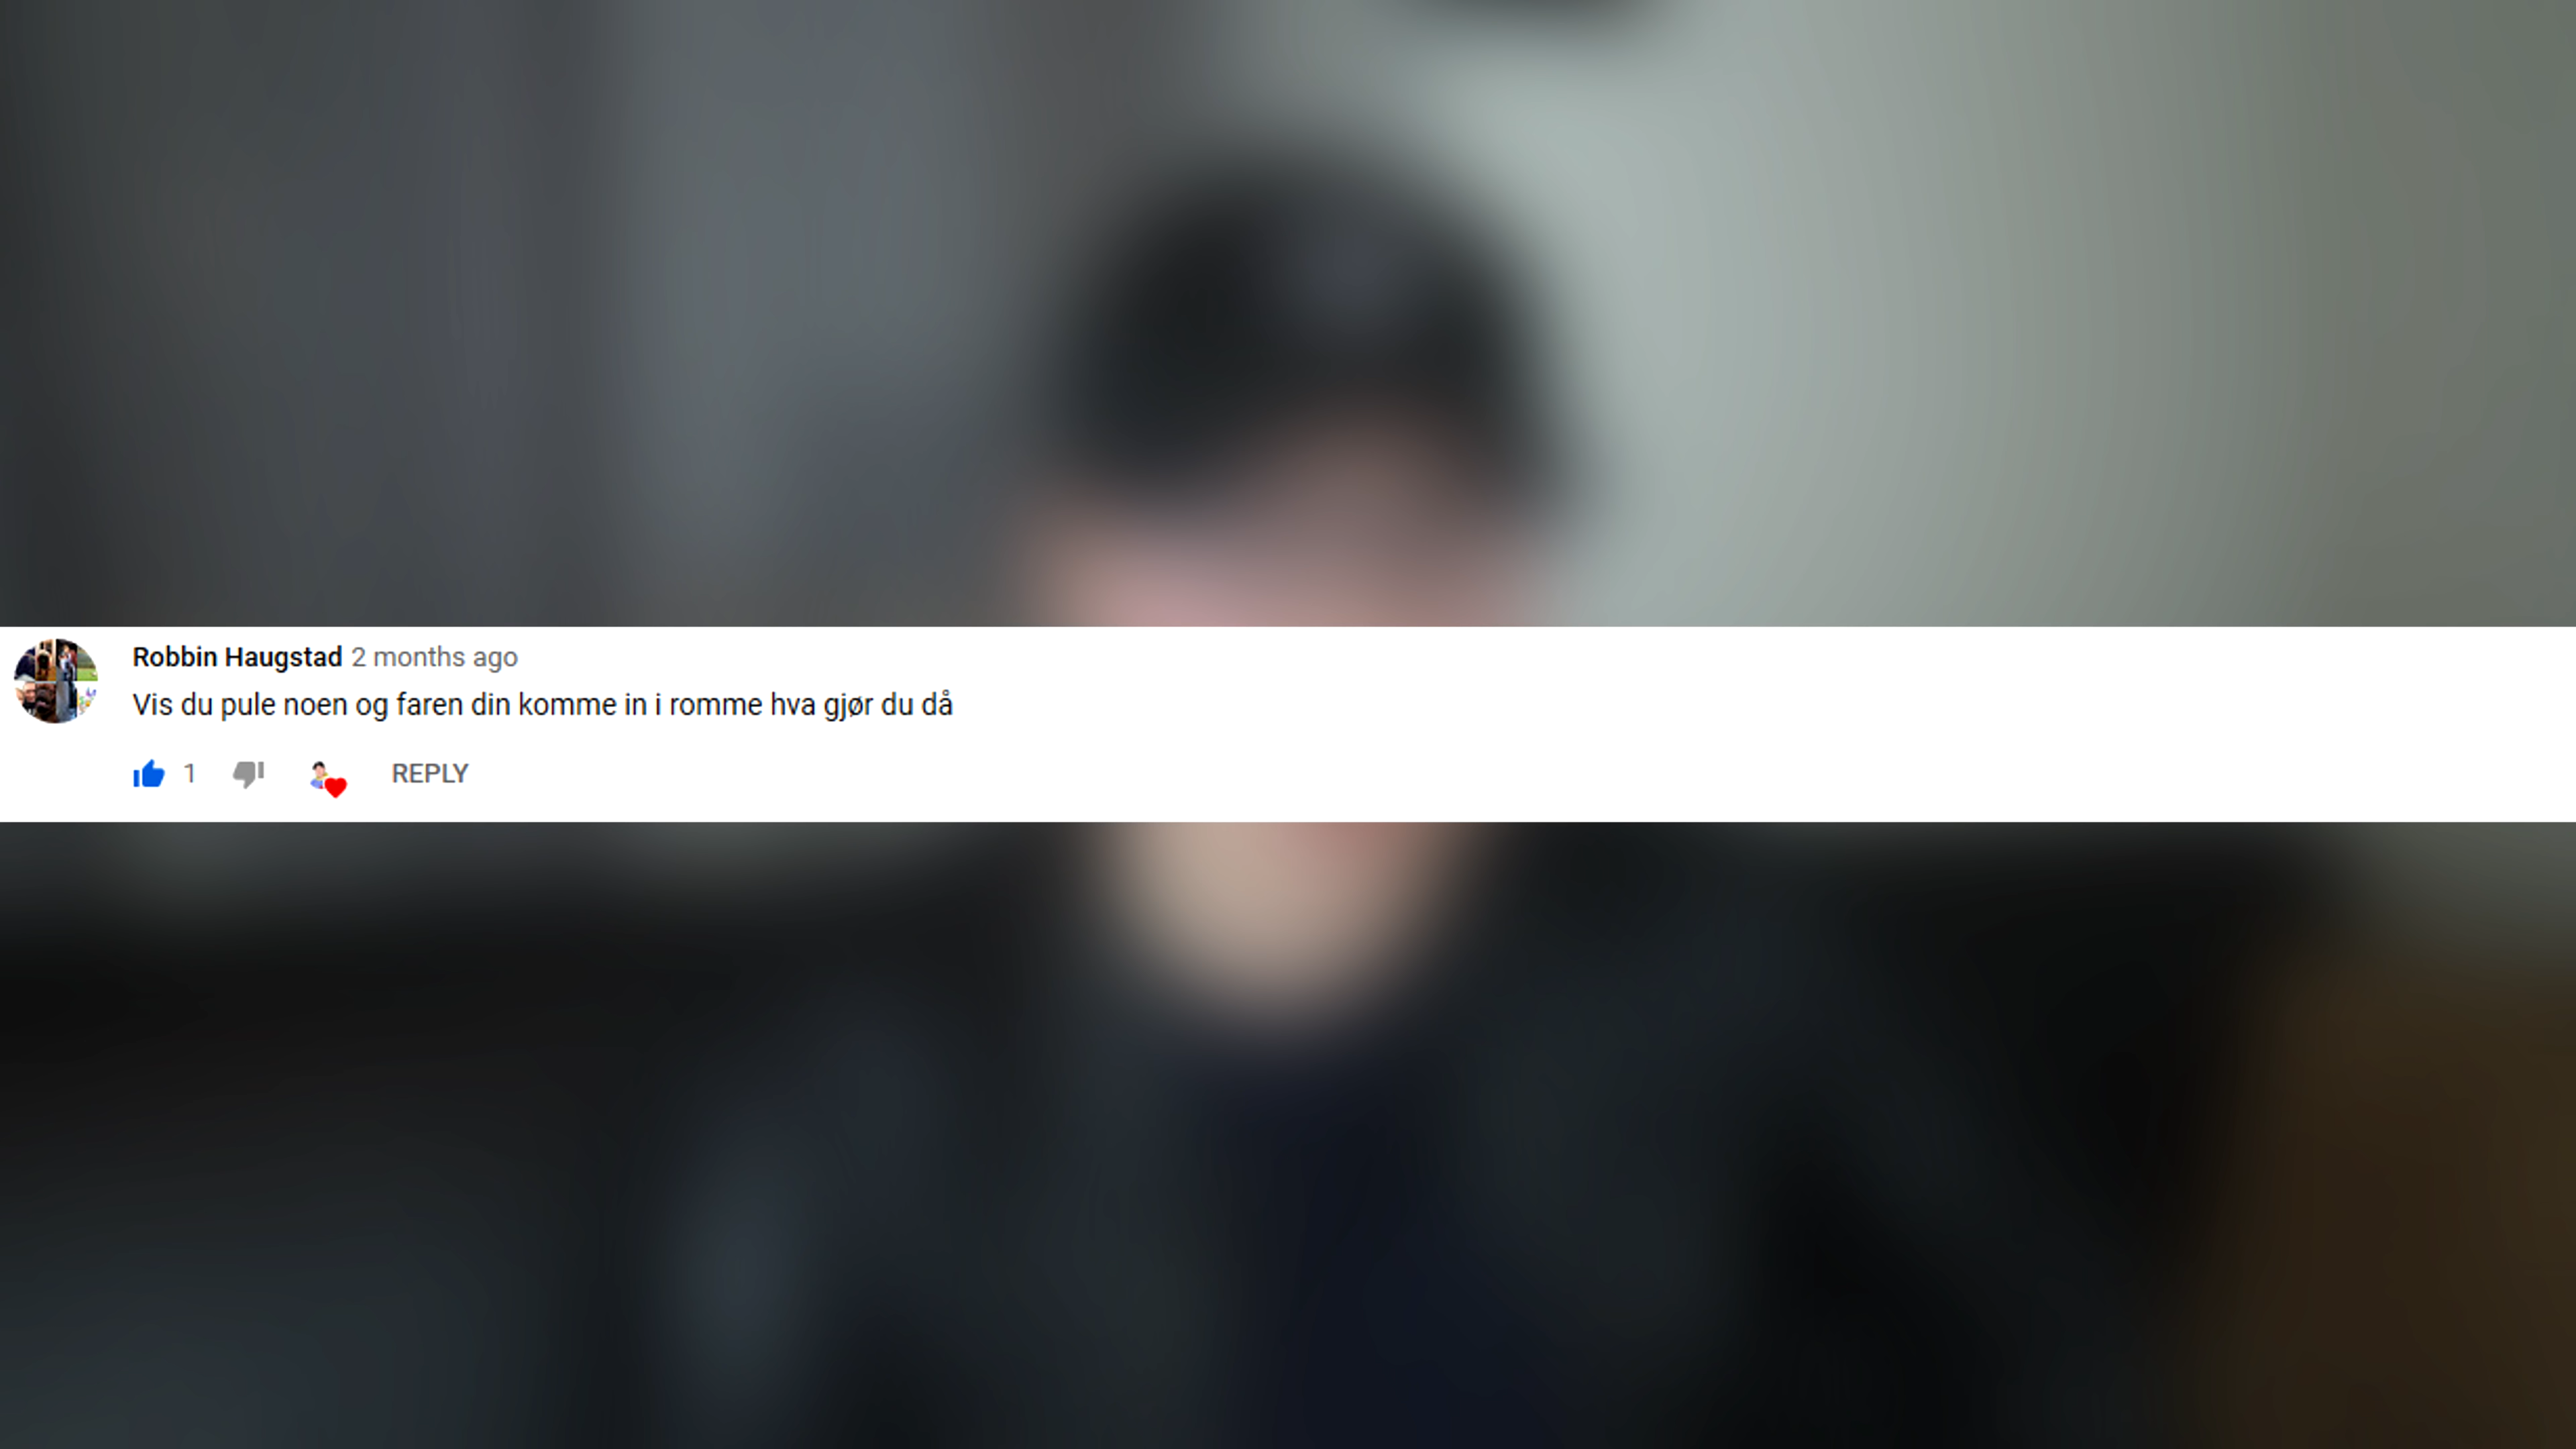 Robbin Haugstad 2 months ago
Vis du pule noen og faren din komme in i romme hva gjør du då
1 REPLY